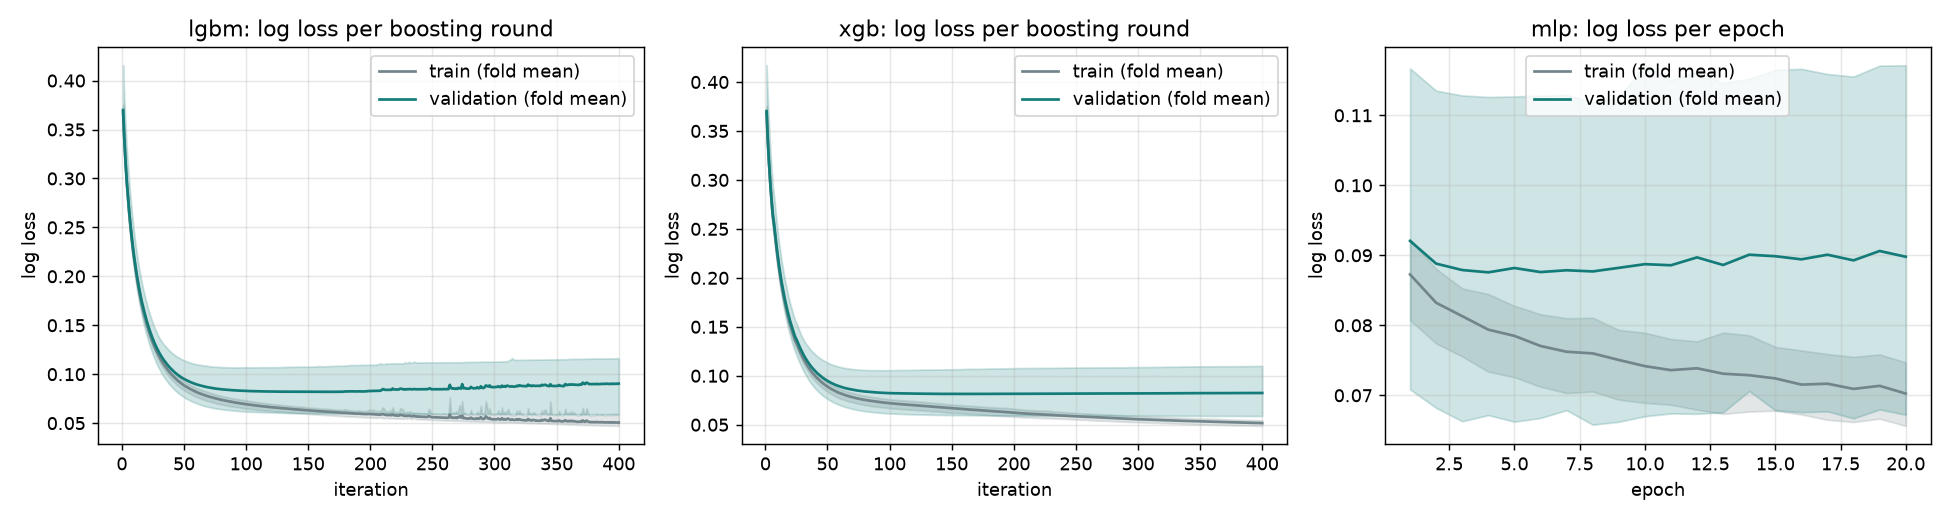 lgbm: log loss per boosting round
train (fold mean)
validation (fold mean)
log loss
0.40
0.35
0.30
0.25
0.20
0.15
0.10
0.05
0 50 100 150 200 250 300 350 400
iteration
xgb: log loss per boosting round
train (fold mean)
validation (fold mean)
log loss
0.40
0.35
0.30
0.25
0.20
0.15
0.10
0.05
0 50 100 150 200 250 300 350 400
iteration
mlp: log loss per epoch
train (fold mean)
validation (fold mean)
log loss
0.11
0.10
0.09
0.08
0.07
2.5 5.0 7.5 10.0 12.5 15.0 17.5 20.0
epoch